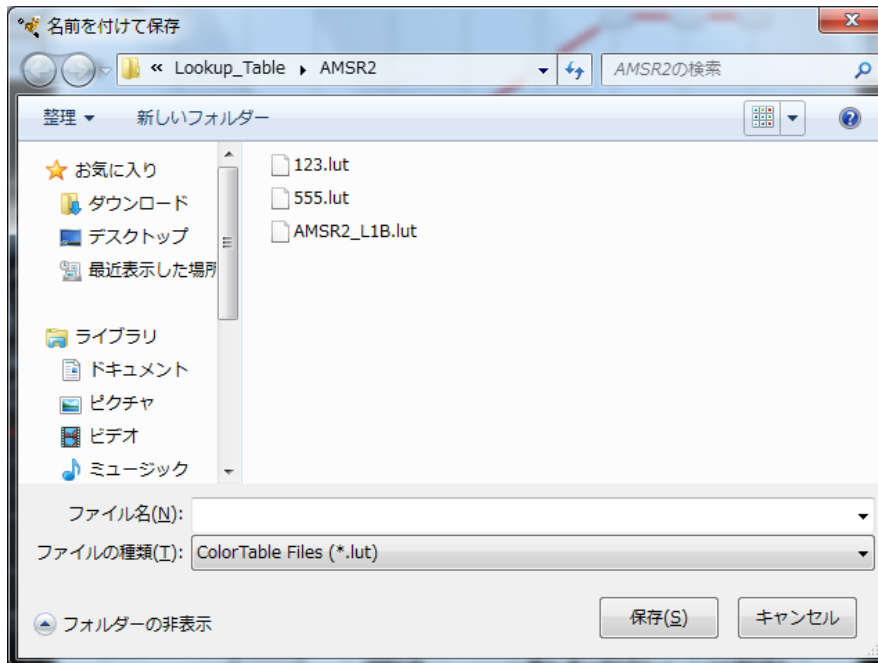 名前を付けて保存
« Lookup_Table ▸ AMSR2
AMSR2の検索
整理 ▼ 新しいフォルダー
お気に入り
ダウンロード
デスクトップ
最近表示した場所
ライブラリ
ドキュメント
ピクチャ
ビデオ
ミュージック
123.lut
555.lut
AMSR2_L1B.lut
ファイル名(N):
ファイルの種類(T): ColorTable Files (*.lut)
フォルダーの非表示
保存(S) キャンセル